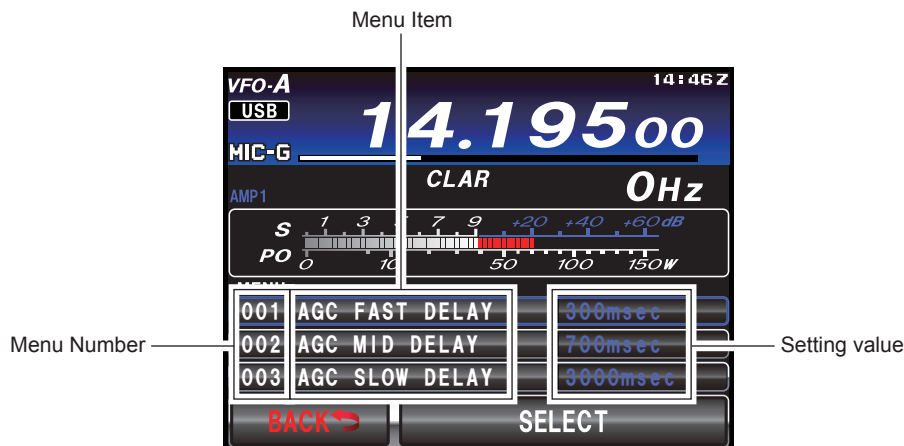 Menu Item
VFO-A 14:46Z
USB
14.19500
MIC-G
CLAR
AMP1 0Hz
S 1 3 7 9 +20 +40 +60dB
PO 0 10 50 100 150W
MENU
001 AGC FAST DELAY 300msec
Menu Number 002 AGC MID DELAY 700msec Setting value
003 AGC SLOW DELAY 3000msec
BACK SELECT